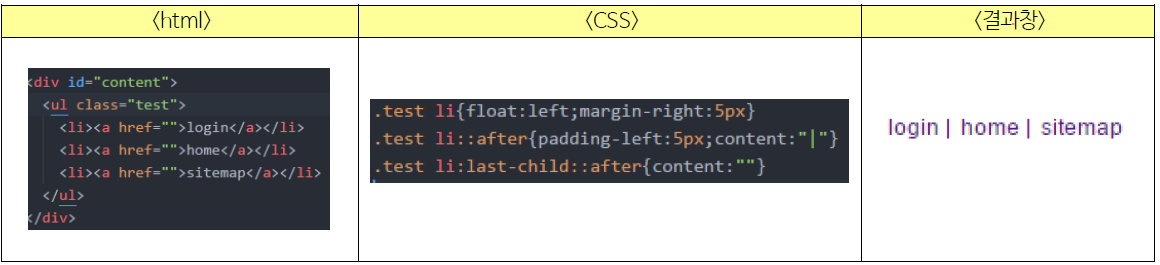 <html>
<CSS>
<결과창>
<div id="content">
<ul class="test">
<li><a href="">login</a></li>
<li><a href="">home</a></li>
<li><a href="">sitemap</a></li>
</ul>
</div>
.test li{float:left;margin-right:5px}
.test li::after{padding-left:5px;content:"|"}
.test li:last-child::after{content:""}
login | home | sitemap